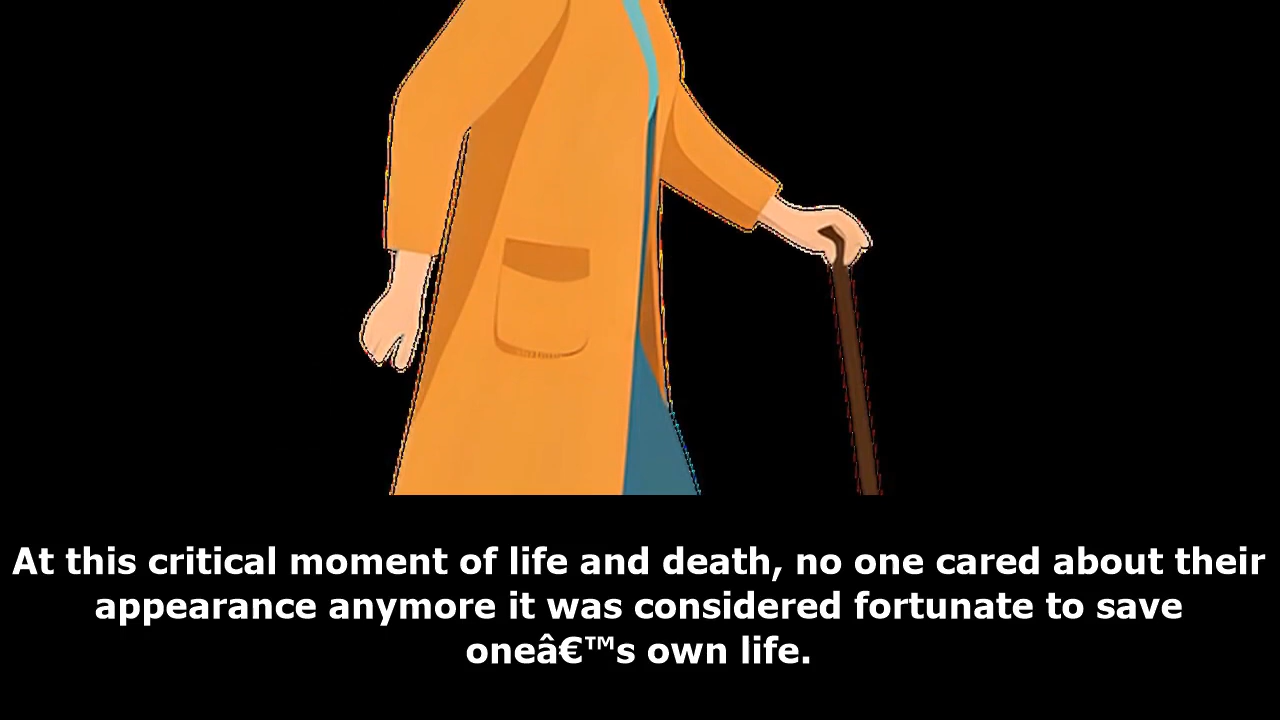 At this critical moment of life and death, no one cared about their
appearance anymore it was considered fortunate to save
oneâ€™s own life.